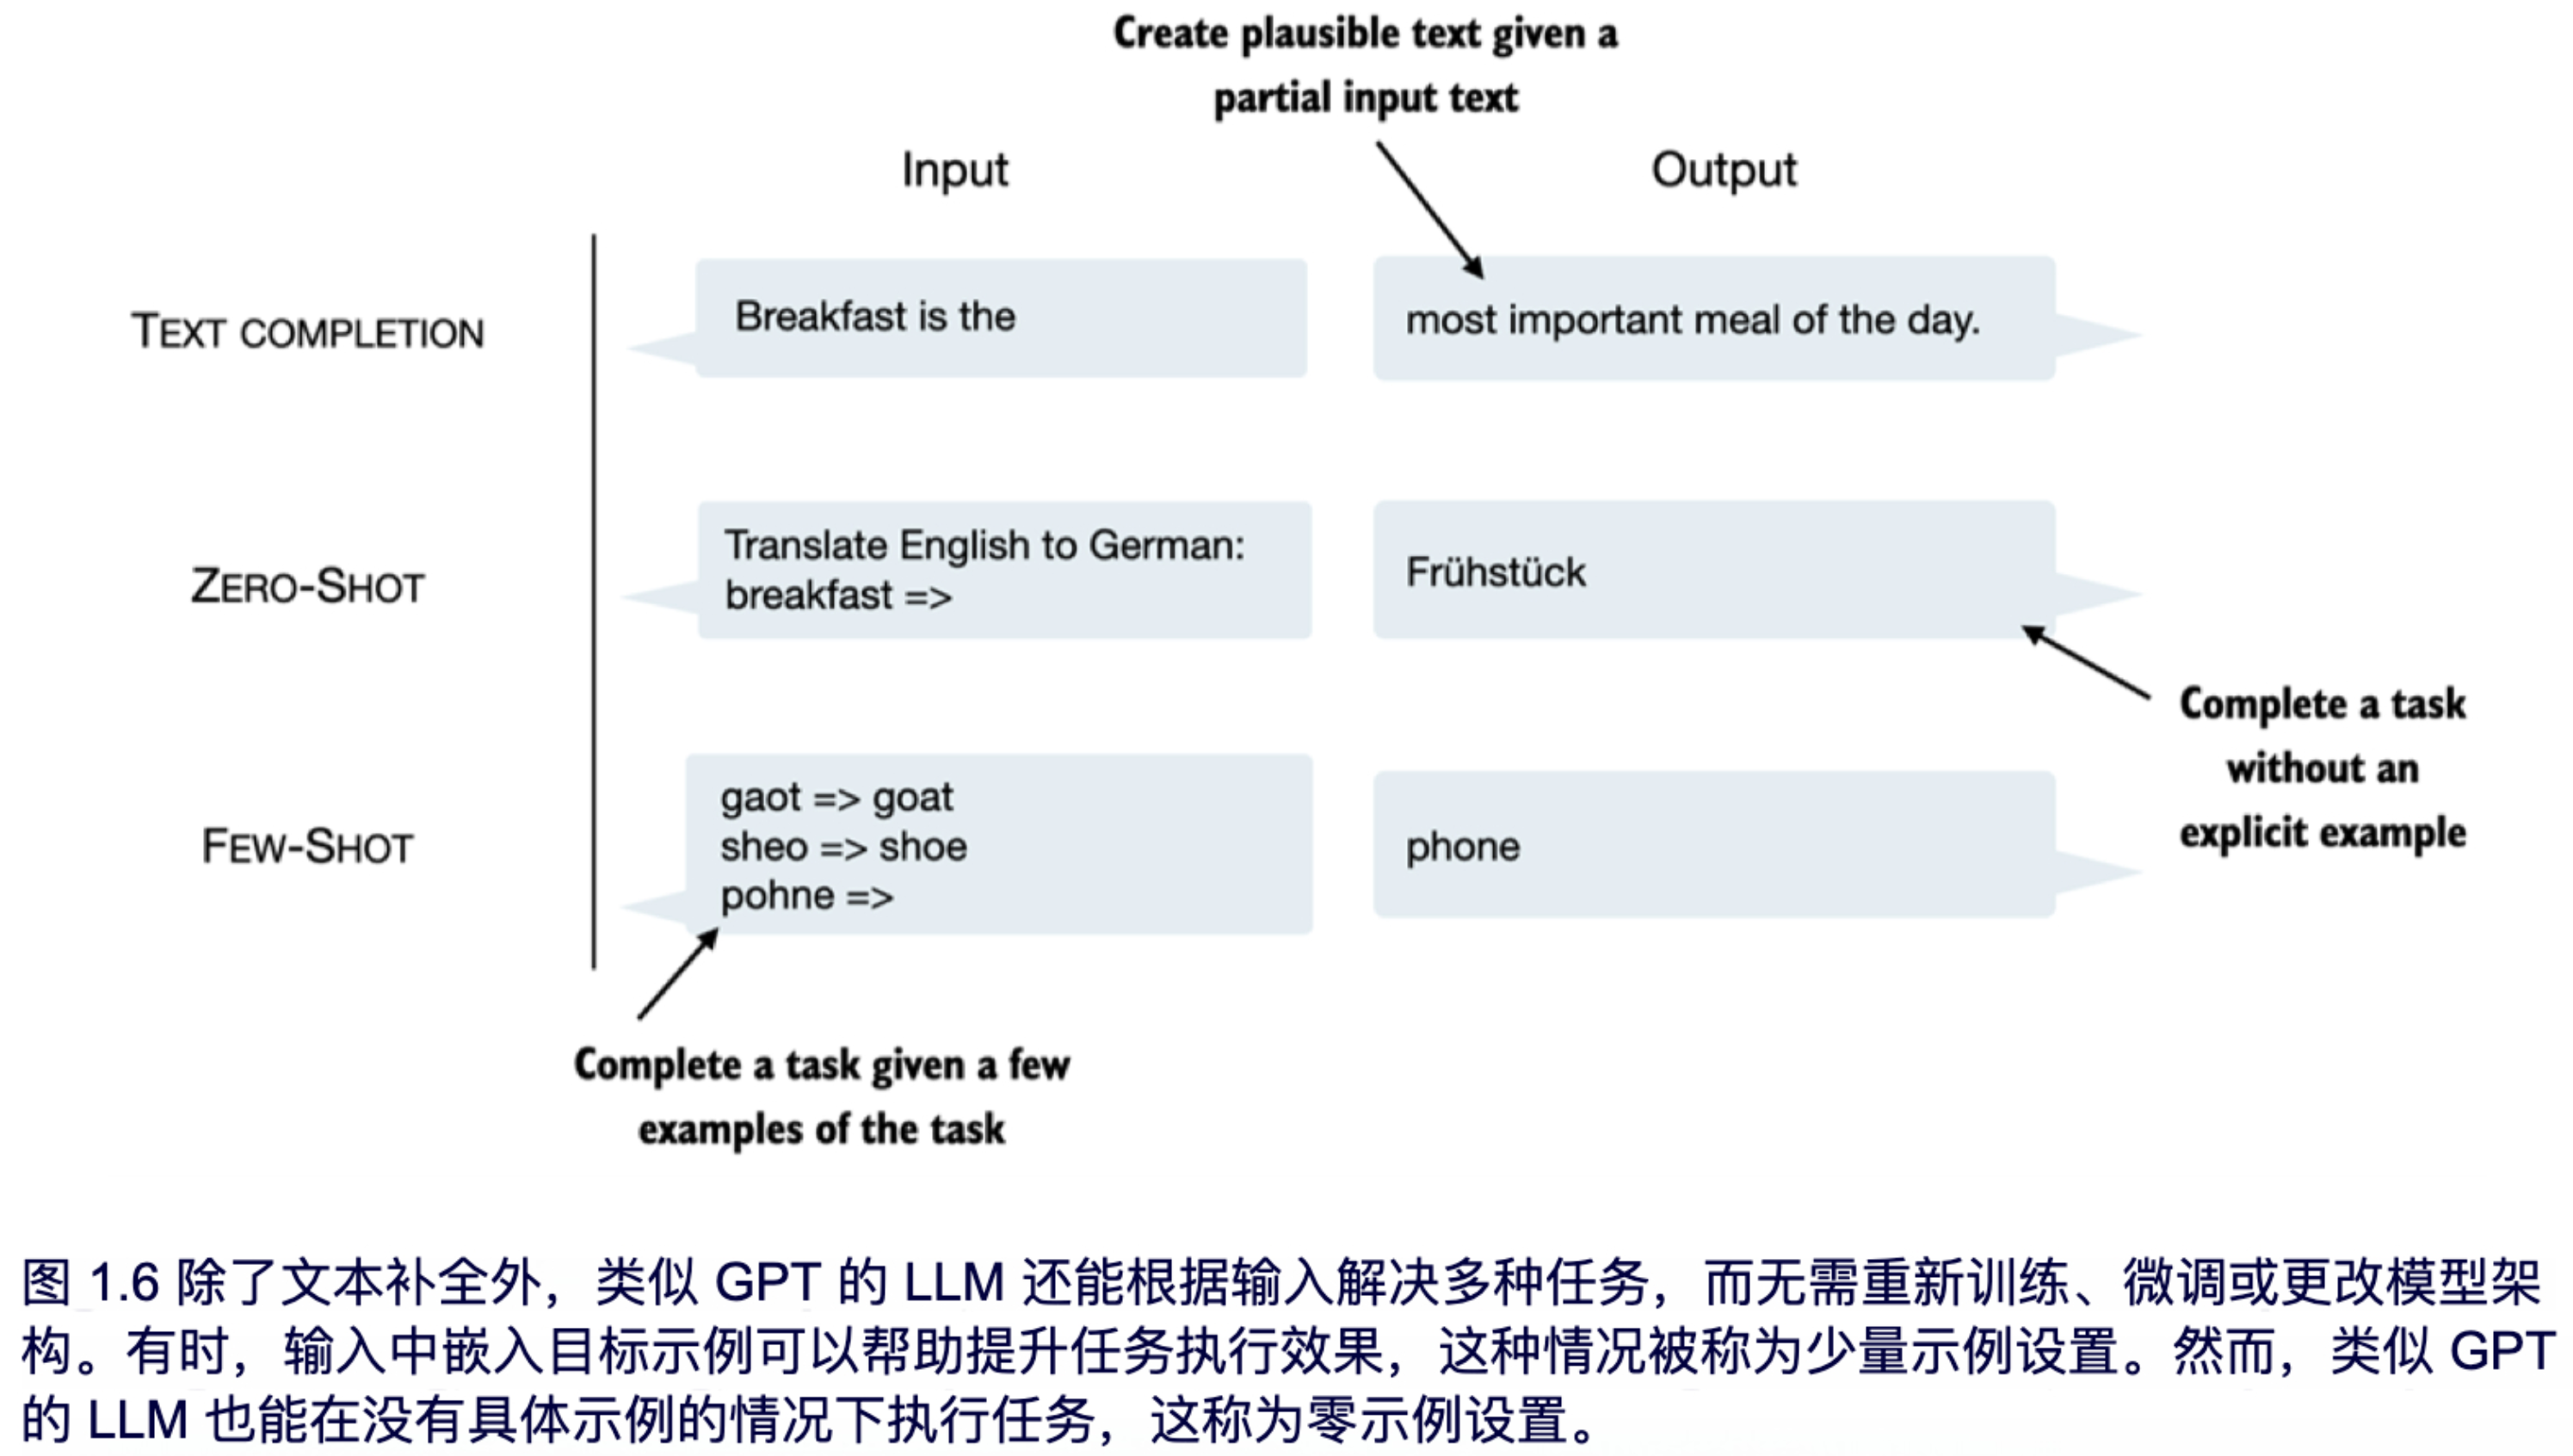 Create plausible text given a
partial input text
Input
Output
TEXT COMPLETION
Breakfast is the
most important meal of the day.
ZERO-SHOT
Translate English to German:
breakfast =>
Frühstück
Complete a task
without an
explicit example
FEW-SHOT
gaot => goat
sheo => shoe
pohne =>
phone
Complete a task given a few
examples of the task
图 1.6 除了文本补全外，类似 GPT 的 LLM 还能根据输入解决多种任务，而无需重新训练、微调或更改模型架
构。有时，输入中嵌入目标示例可以帮助提升任务执行效果，这种情况被称为少量示例设置。然而，类似 GPT
的 LLM 也能在没有具体示例的情况下执行任务，这称为零示例设置。